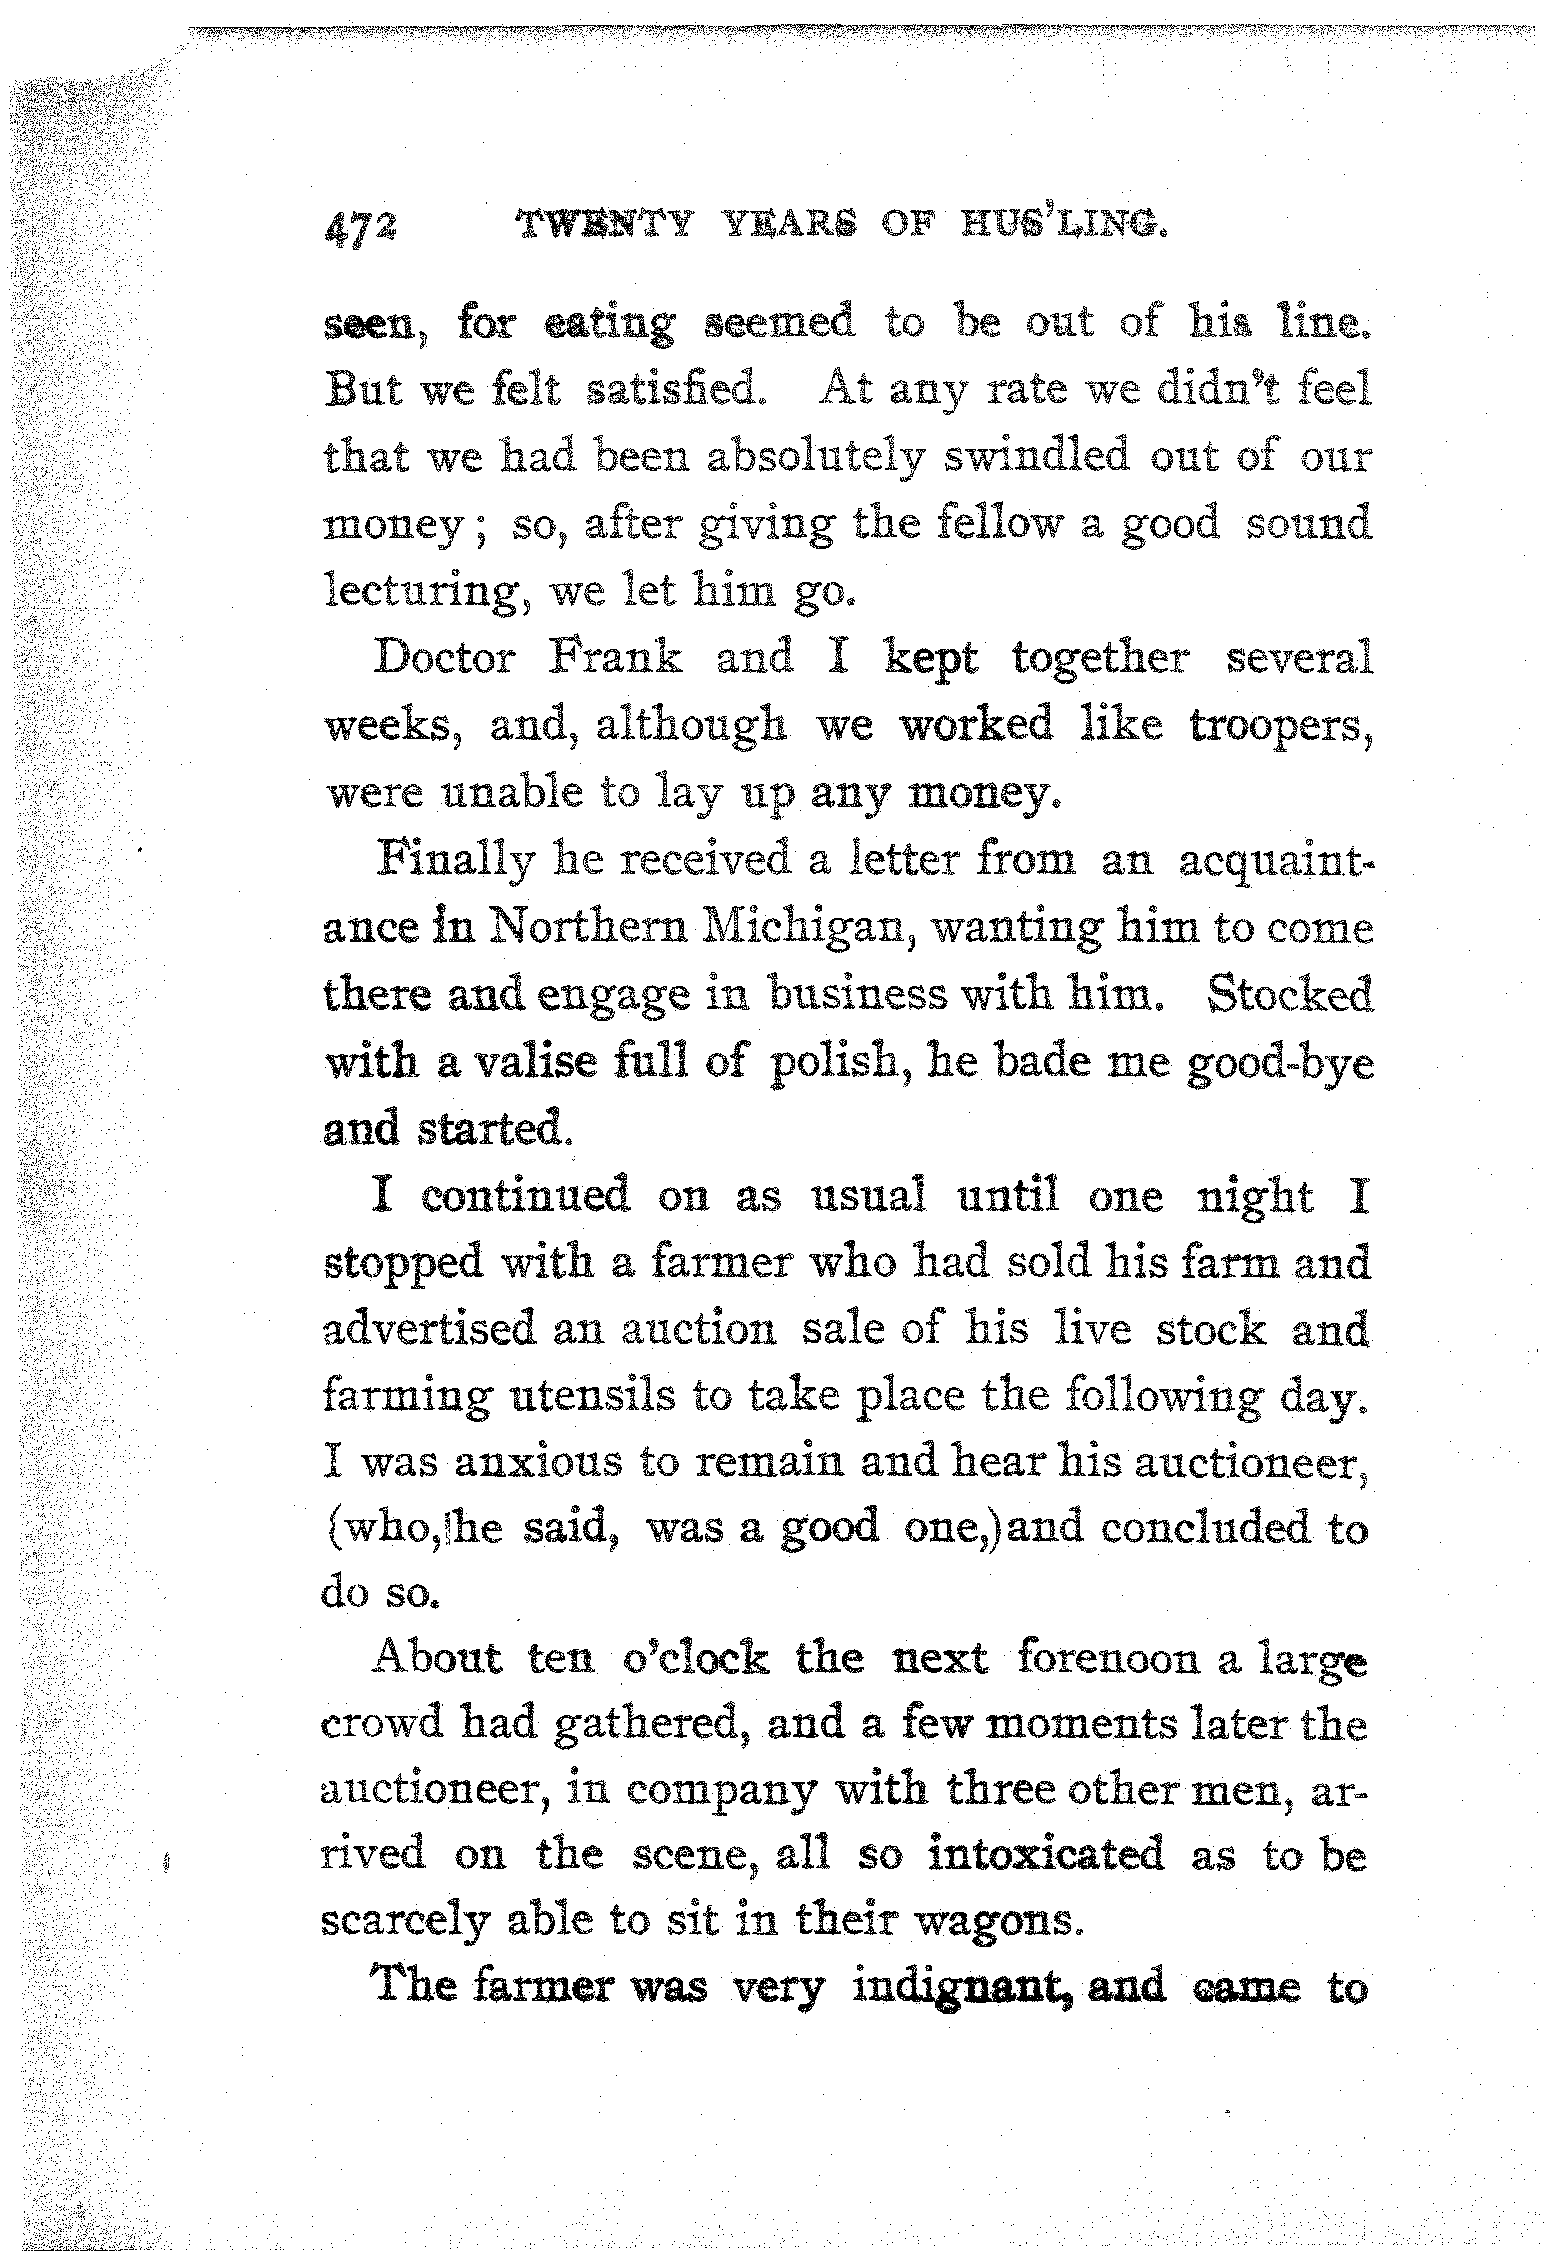 472 TWENTY YEARS OF HUS'LING.
seen, for eating seemed to be out of his line.
But we felt satisfied. At any rate we didn't feel
that we had been absolutely swindled out of our
money; so, after giving the fellow a good sound
lecturing, we let him go.
Doctor Frank and I kept together several
weeks, and, although we worked like troopers,
were unable to lay up any money.
Finally he received a letter from an acquaint-
ance in Northern Michigan, wanting him to come
there and engage in business with him. Stocked
with a valise full of polish, he bade me good-bye
and started.
I continued on as usual until one night I
stopped with a farmer who had sold his farm and
advertised an auction sale of his live stock and
farming utensils to take place the following day.
I was anxious to remain and hear his auctioneer,
(who, he said, was a good one,) and concluded to
do so.
About ten o'clock the next forenoon a large
crowd had gathered, and a few moments later the
auctioneer, in company with three other men, ar-
rived on the scene, all so intoxicated as to be
scarcely able to sit in their wagons.
The farmer was very indignant, and came to